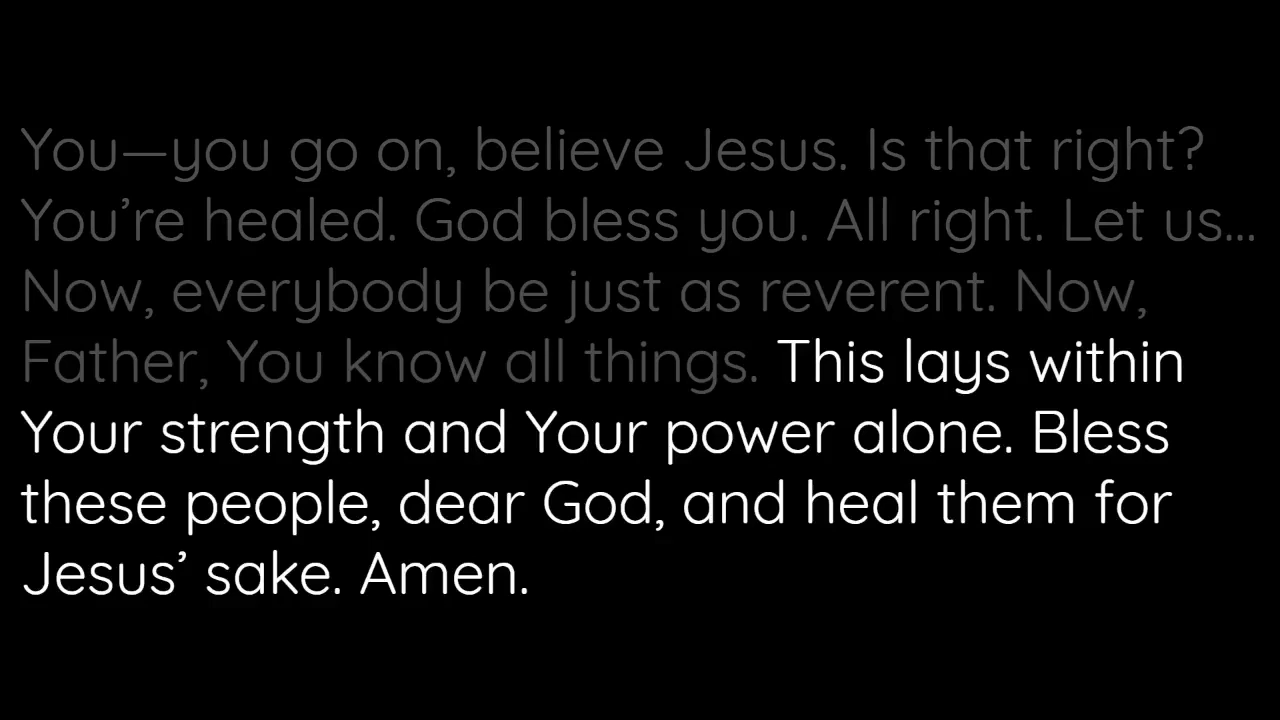 You—you go on, believe Jesus. Is that right?
You’re healed. God bless you. All right. Let us...
Now, everybody be just as reverent. Now,
Father, You know all things. This lays within
Your strength and Your power alone. Bless
these people, dear God, and heal them for
Jesus’ sake. Amen.